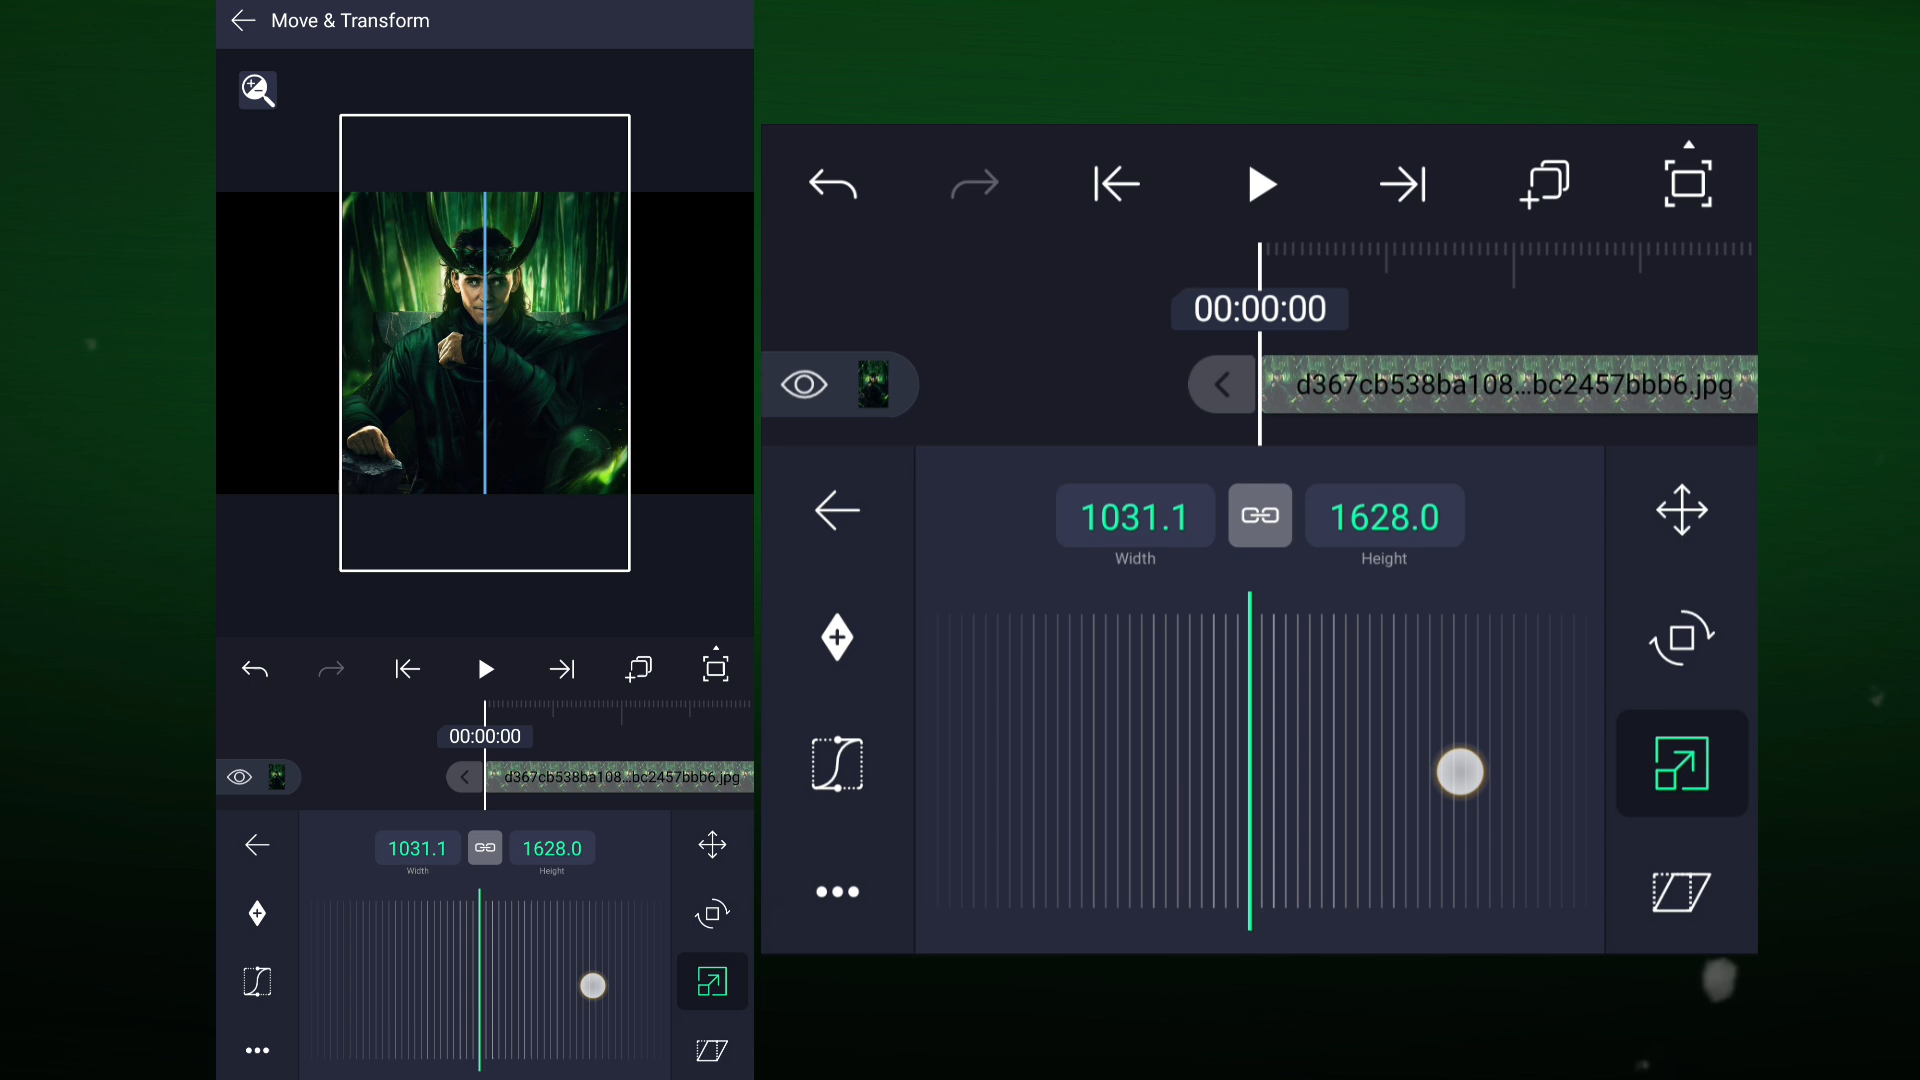 Move & Transform
00:00:00
d367cb538ba108...bc2457bbb6.jpg
1031.1
1628.0
Width
Height
00:00:00
d367cb538ba108...bc2457bbb6.jpg
1031.1
1628.0
Width
Height